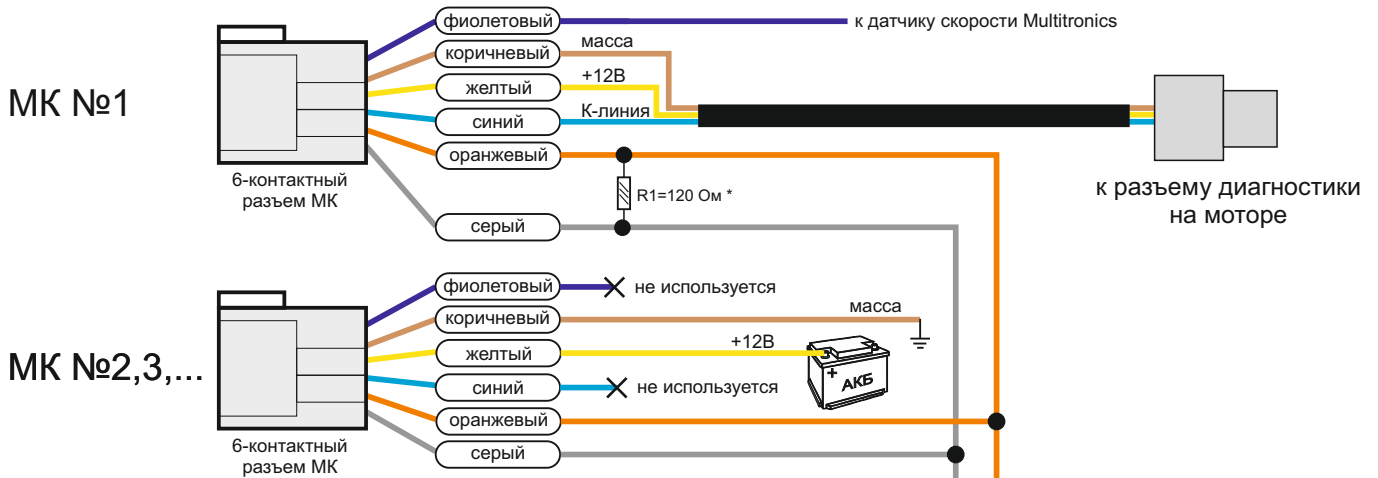 фиолетовый
к датчику скорости Multitronics
коричневый
масса
МК №1
желтый
+12В
синий
К-линия
оранжевый
6-контактный
разъем МК
R1=120 Ом *
к разъему диагностики
на моторе
серый
фиолетовый
не используется
коричневый
масса
МК №2,3,...
желтый
+12В
+
АКБ
синий
не используется
оранжевый
6-контактный
разъем МК
серый